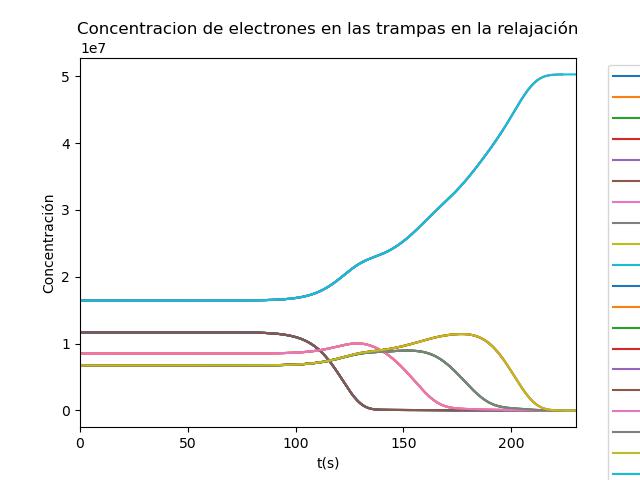 Concentracion de electrones en las trampas en la relajación
1e7
5
4
3
2
1
0
Concentración
0 50 100 150 200
t(s)